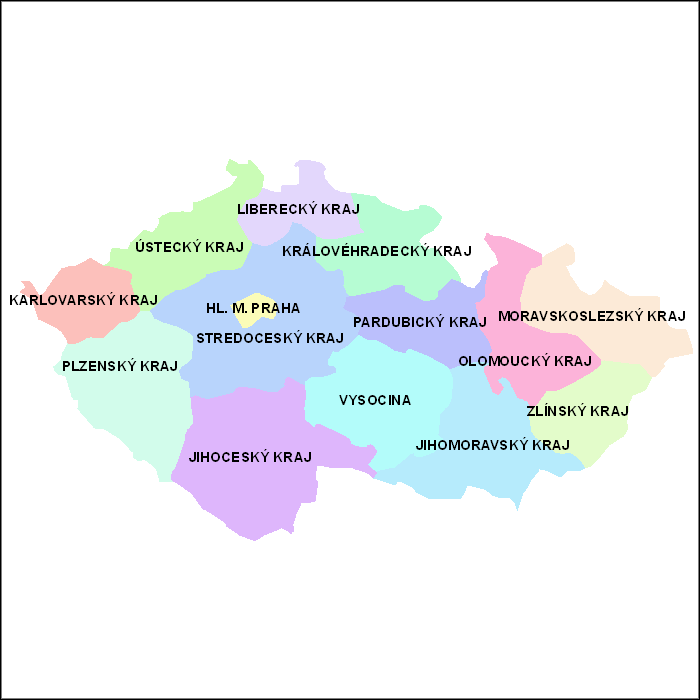 LIBERECKÝ KRAJ
ÚSTECKÝ KRAJ
KRÁLOVÉHRADECKÝ KRAJ
KARLOVARSKÝ KRAJ
HL. M. PRAHA
MORAVSKOSLEZSKÝ KRAJ
PARDUBICKÝ KRAJ
STREDOCESKÝ KRAJ
OLOMOUCKÝ KRAJ
PLZENSKÝ KRAJ
VYSOCINA
ZLÍNSKÝ KRAJ
JIHOMORAVSKÝ KRAJ
JIHOCESKÝ KRAJ